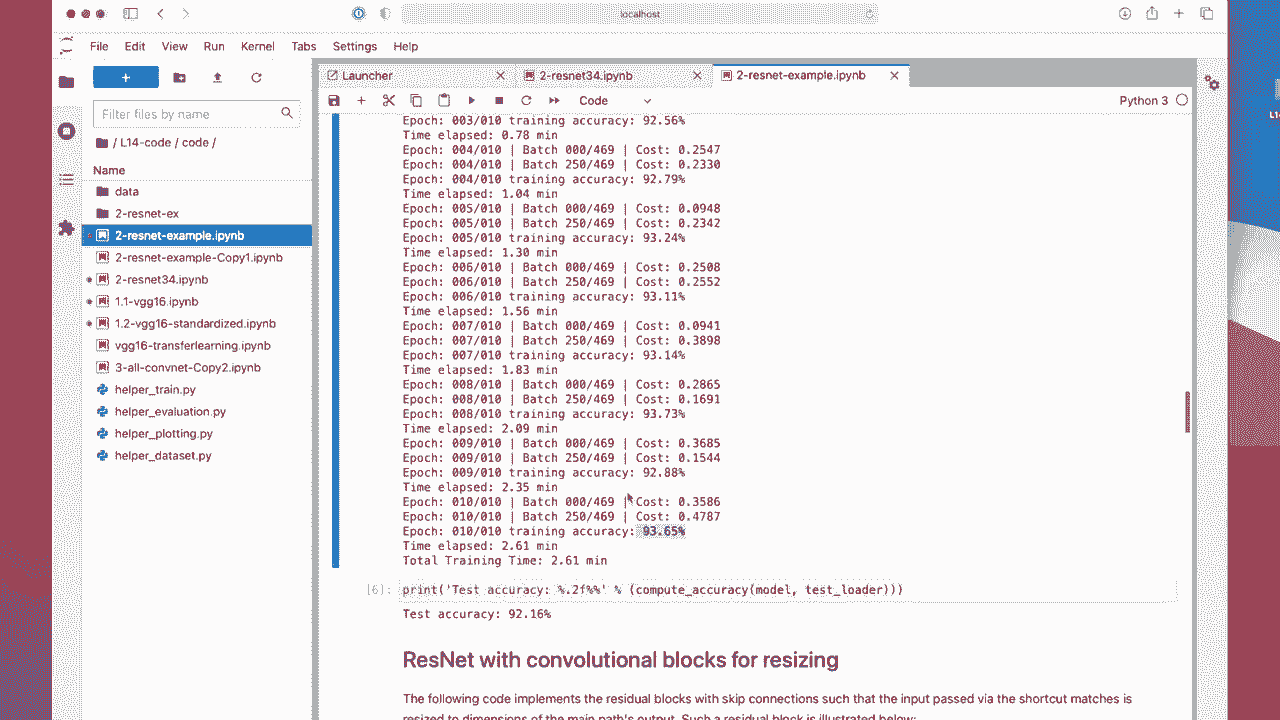 localhost
File Edit View Run Kernel Tabs Settings Help
+
Launcher
2-resnet34.ipynb
2-resnet-example.ipynb
Code
Python 3
Filter files by name
/ L14-code / code /
Name
data
2-resnet-ex
2-resnet-example.ipynb
2-resnet-example-Copy1.ipynb
2-resnet34.ipynb
1.1-vgg16.ipynb
1.2-vgg16-standardized.ipynb
vgg16-transferlearning.ipynb
3-all-convnet-Copy2.ipynb
helper_train.py
helper_evaluation.py
helper_plotting.py
helper_dataset.py
Epoch: 003/010 training accuracy: 92.56%
Time elapsed: 0.78 min
Epoch: 004/010 | Batch 000/469 | Cost: 0.2547
Epoch: 004/010 | Batch 250/469 | Cost: 0.2330
Epoch: 004/010 training accuracy: 92.79%
Time elapsed: 1.04 min
Epoch: 005/010 | Batch 000/469 | Cost: 0.0948
Epoch: 005/010 | Batch 250/469 | Cost: 0.2342
Epoch: 005/010 training accuracy: 93.24%
Time elapsed: 1.30 min
Epoch: 006/010 | Batch 000/469 | Cost: 0.2508
Epoch: 006/010 | Batch 250/469 | Cost: 0.2552
Epoch: 006/010 training accuracy: 93.11%
Time elapsed: 1.56 min
Epoch: 007/010 | Batch 000/469 | Cost: 0.0941
Epoch: 007/010 | Batch 250/469 | Cost: 0.3898
Epoch: 007/010 training accuracy: 93.14%
Time elapsed: 1.83 min
Epoch: 008/010 | Batch 000/469 | Cost: 0.2865
Epoch: 008/010 | Batch 250/469 | Cost: 0.1691
Epoch: 008/010 training accuracy: 93.73%
Time elapsed: 2.09 min
Epoch: 009/010 | Batch 000/469 | Cost: 0.3685
Epoch: 009/010 | Batch 250/469 | Cost: 0.1544
Epoch: 009/010 training accuracy: 92.88%
Time elapsed: 2.35 min
Epoch: 010/010 | Batch 000/469 | Cost: 0.3586
Epoch: 010/010 | Batch 250/469 | Cost: 0.4787
Epoch: 010/010 training accuracy: 93.65%
Time elapsed: 2.61 min
Total Training Time: 2.61 min
[6]: print('Test accuracy: %.2f%%' % (compute_accuracy(model, test_loader)))
Test accuracy: 92.16%
ResNet with convolutional blocks for resizing
The following code implements the residual blocks with skip connections such that the input passed via the shortcut matches is
resized to dimensions of the main path's output. Such a residual block is illustrated below: